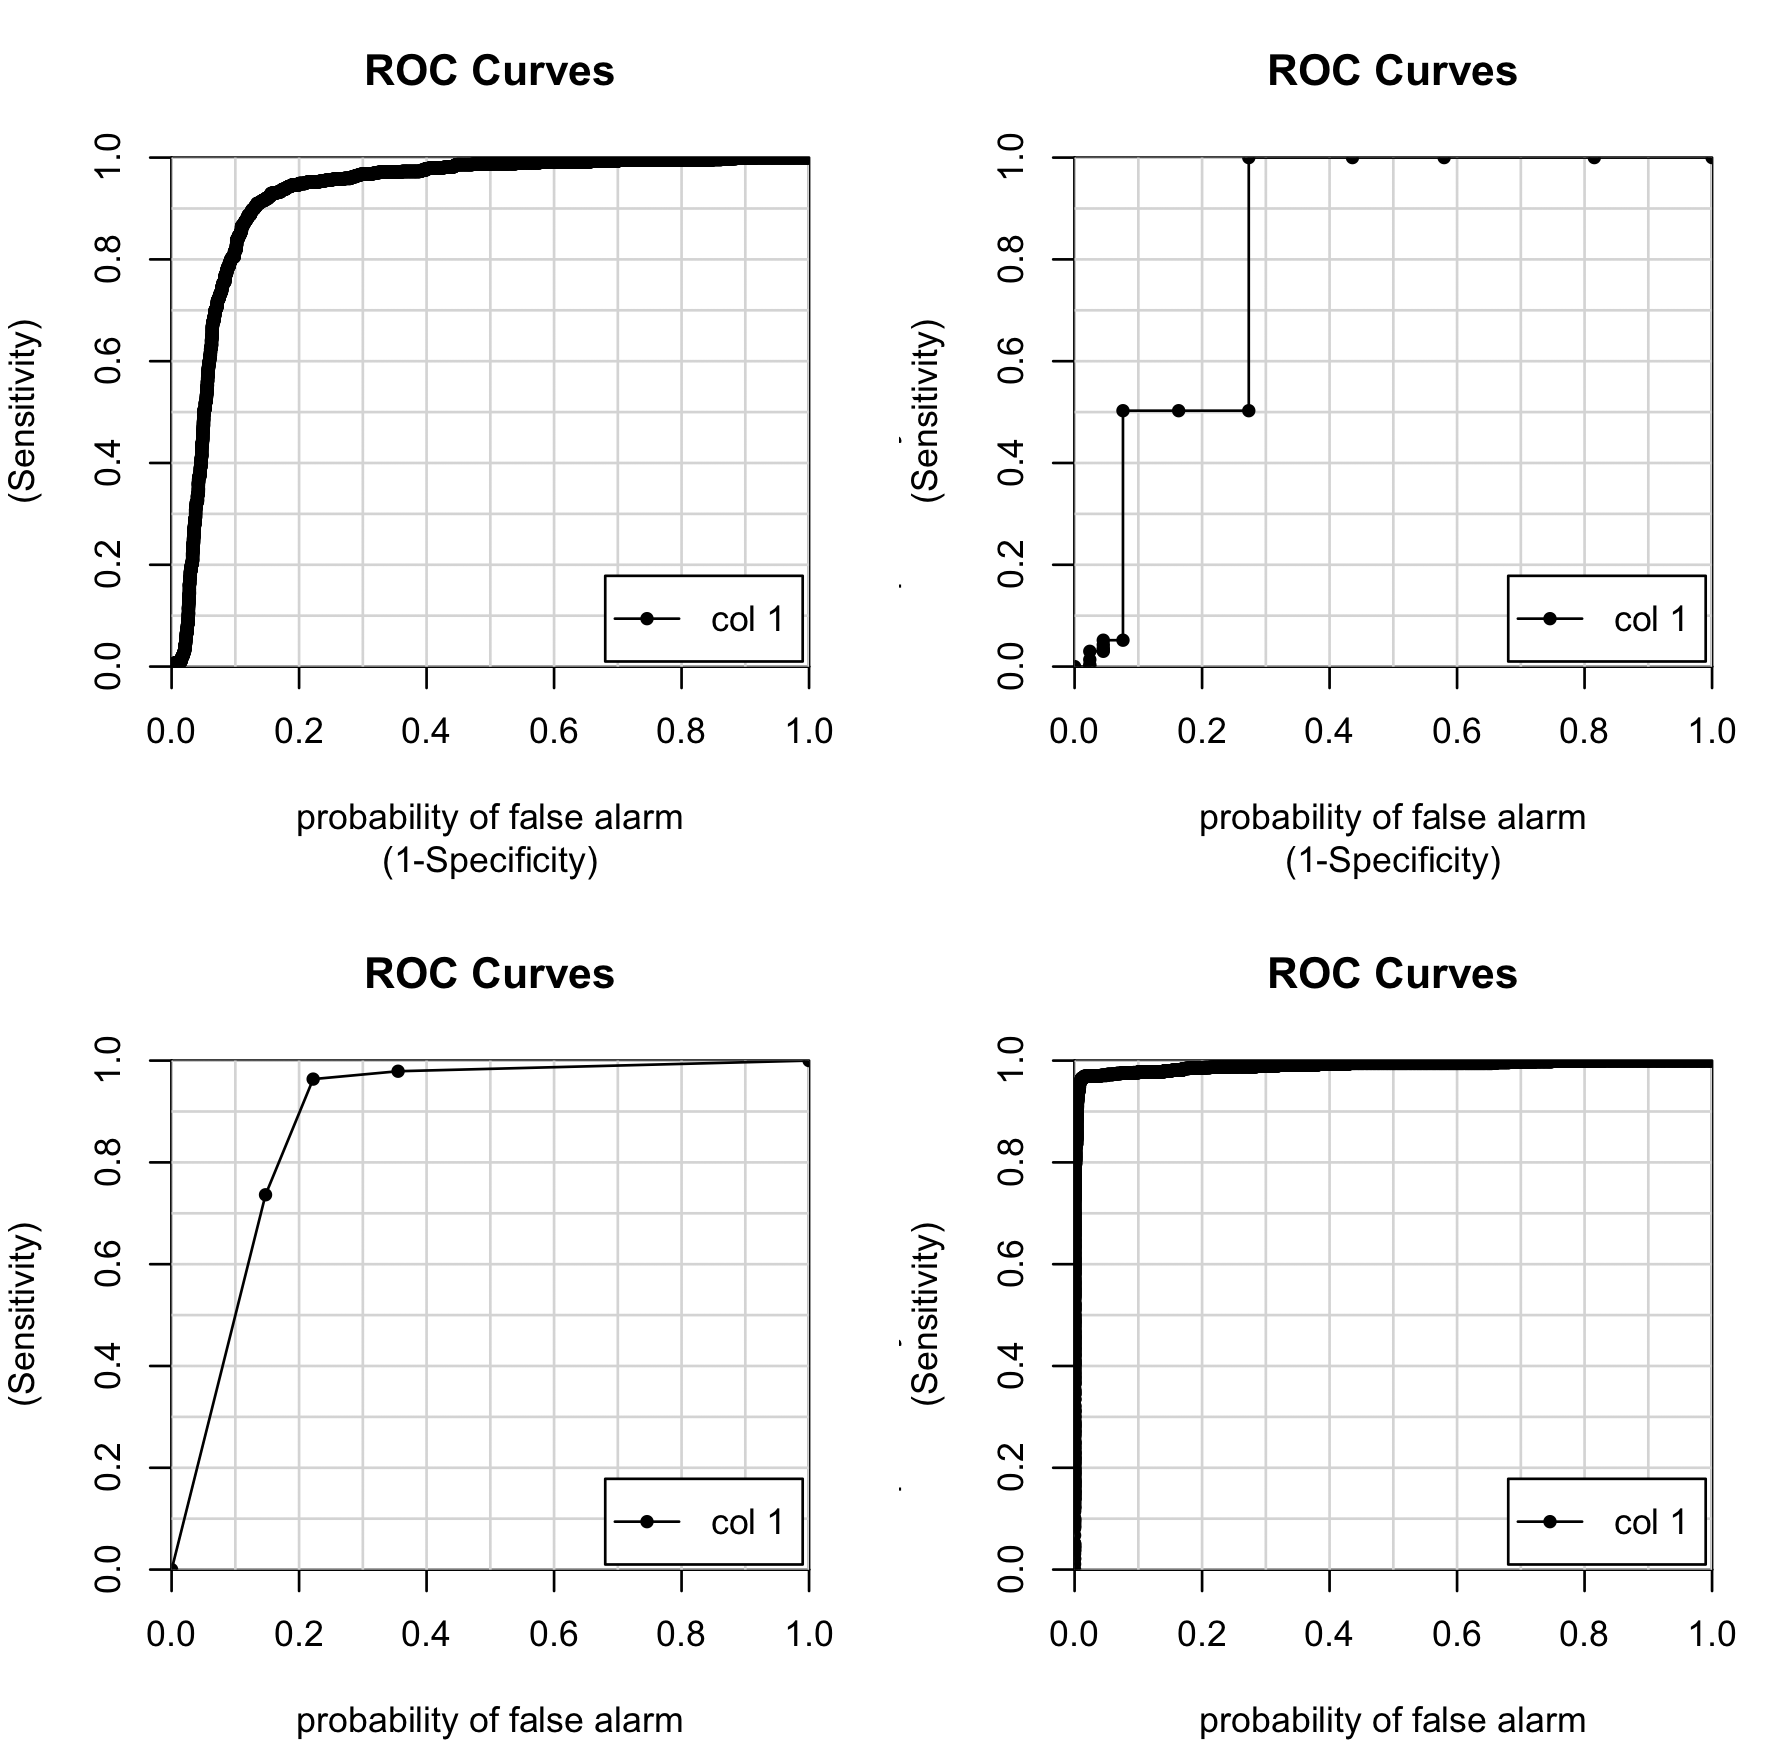 ROC Curves
(Sensitivity)
1.0
0.8
0.6
0.4
0.2
0.0
col 1
0.0 0.2 0.4 0.6 0.8 1.0
probability of false alarm
(1-Specificity)
ROC Curves
(Sensitivity)
1.0
0.8
0.6
0.4
0.2
0.0
col 1
0.0 0.2 0.4 0.6 0.8 1.0
probability of false alarm
(1-Specificity)
ROC Curves
(Sensitivity)
1.0
0.8
0.6
0.4
0.2
0.0
col 1
0.0 0.2 0.4 0.6 0.8 1.0
probability of false alarm
ROC Curves
(Sensitivity)
1.0
0.8
0.6
0.4
0.2
0.0
col 1
0.0 0.2 0.4 0.6 0.8 1.0
probability of false alarm